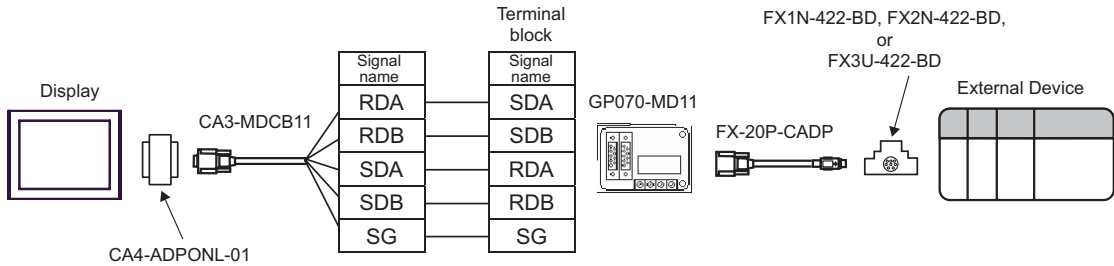 Terminal
block
FX1N-422-BD, FX2N-422-BD,
or
FX3U-422-BD
Display
CA3-MDCB11
Signal
name
RDA
RDB
SDA
SDB
SG
Signal
name
SDA
SDB
RDA
RDB
SG
GP070-MD11
FX-20P-CADP
External Device
CA4-ADPONL-01